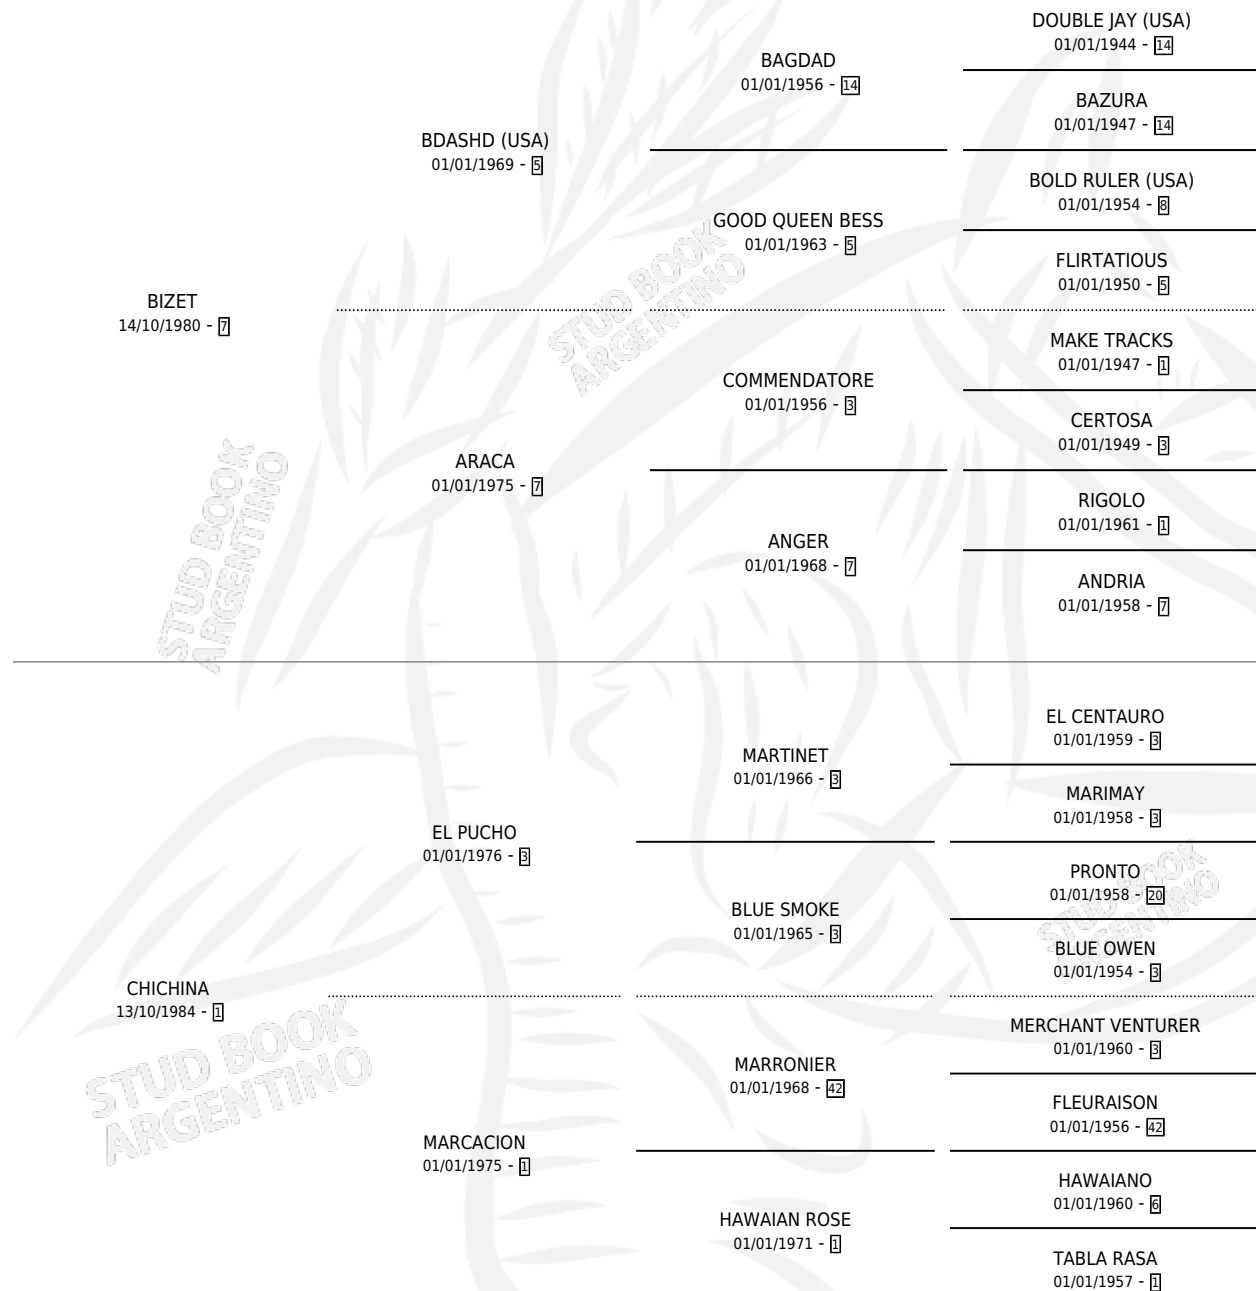 DOUBLE JAY (USA)
01/01/1944 - 14
BAGDAD
01/01/1956 - 14
BAZURA
01/01/1947 - 14
BDASHD (USA)
01/01/1969 - 5
BOLD RULER (USA)
01/01/1954 - 8
GOOD QUEEN BESS
01/01/1963 - 5
FLIRTATIOUS
01/01/1950 - 5
BIZET
14/10/1980 - 7
MAKE TRACKS
01/01/1947 - 1
COMMENDATORE
01/01/1956 - 3
CERTOSA
01/01/1949 - 3
ARACA
01/01/1975 - 7
RIGOLO
01/01/1961 - 1
ANGER
01/01/1968 - 7
ANDRIA
01/01/1958 - 7
EL CENTAURO
01/01/1959 - 3
MARTINET
01/01/1966 - 3
MARIMAY
01/01/1958 - 3
EL PUCHO
01/01/1976 - 3
PRONTO
01/01/1958 - 20
BLUE SMOKE
01/01/1965 - 3
BLUE OWEN
01/01/1954 - 3
CHICHINA
13/10/1984 - 1
MERCHANT VENTURER
01/01/1960 - 3
MARRONIER
01/01/1968 - 42
FLEURAISON
01/01/1956 - 42
MARCACION
01/01/1975 - 1
HAWAIANO
01/01/1960 - 6
HAWAIAN ROSE
01/01/1971 - 1
TABLA RASA
01/01/1957 - 1
STUD BOOK
ARGENTINO
STUD BOOK
ARGENTINO
STUD BOOK
ARGENTINO
STUD BOOK
ARGENTINO